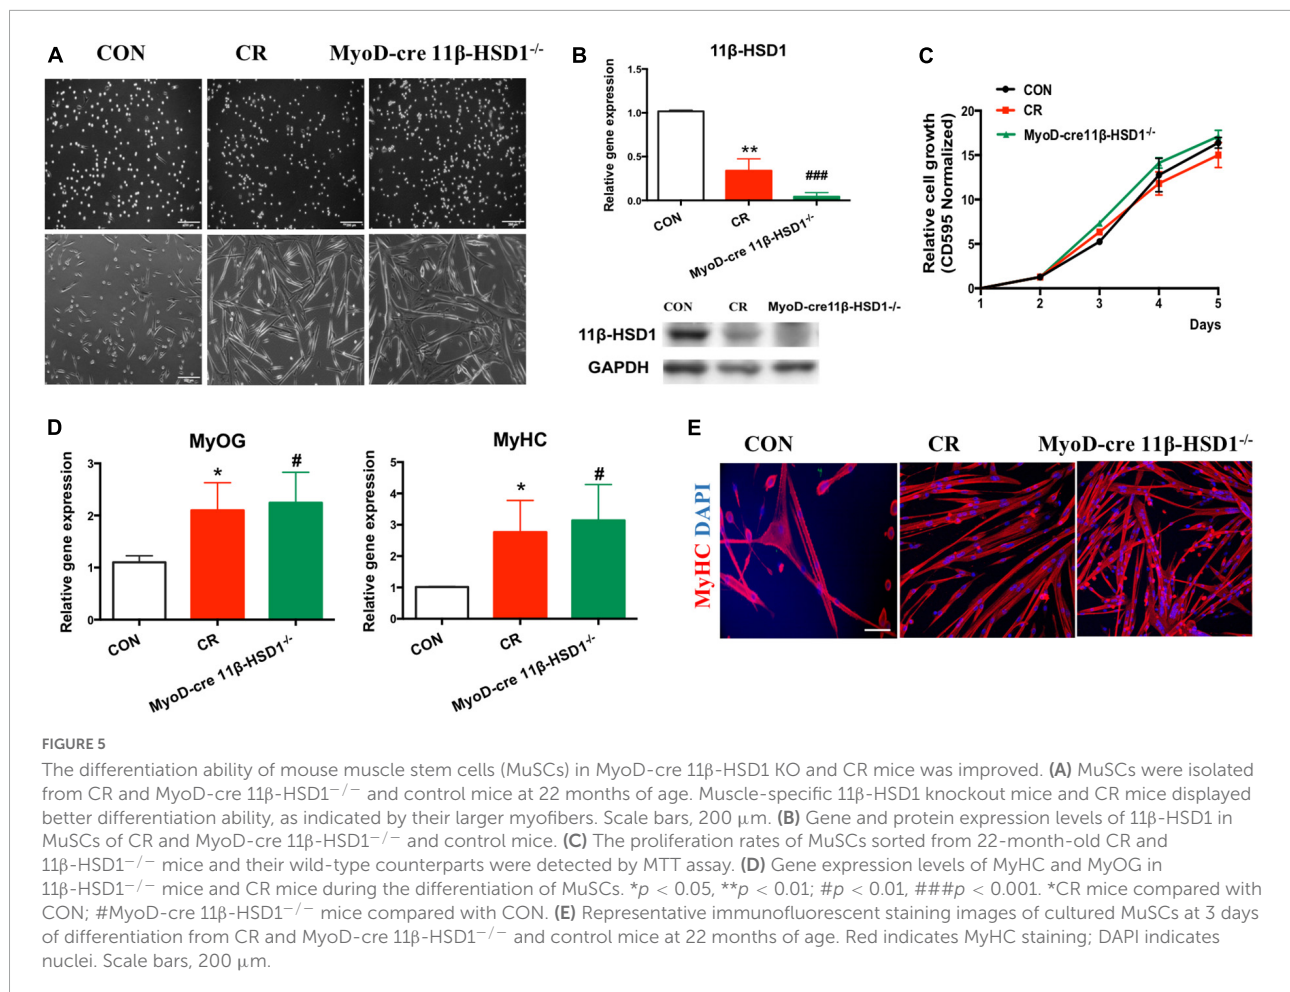 A
CON
CR
MyoD-cre 11β-HSD1-/-
B
11β-HSD1
Relative gene expression
1.5
1.0
0.5
0.0
**
###
CON
CR
MyoD-cre 11β-HSD1-/-
CON
CR
MyoD-cre11β-HSD1-/-
11β-HSD1
GAPDH
C
CON
CR
MyoD-cre11β-HSD1-/-
Relative cell growth
(CD595 Normalized)
20
15
10
5
0
1
2
3
4
5
Days
D
MyOG
Relative gene expression
3
2
1
0
*
#
CON
CR
MyoD-cre 11β-HSD1-/-
MyHC
Relative gene expression
5
4
3
2
1
0
*
#
CON
CR
MyoD-cre 11β-HSD1-/-
E
CON
CR
MyoD-cre 11β-HSD1-/-
MyHC DAPI
FIGURE 5
The differentiation ability of mouse muscle stem cells (MuSCs) in MyoD-cre 11β-HSD1 KO and CR mice was improved. (A) MuSCs were isolated
from CR and MyoD-cre 11β-HSD1−/− and control mice at 22 months of age. Muscle-specific 11β-HSD1 knockout mice and CR mice displayed
better differentiation ability, as indicated by their larger myofibers. Scale bars, 200 μm. (B) Gene and protein expression levels of 11β-HSD1 in
MuSCs of CR and MyoD-cre 11β-HSD1−/− and control mice. (C) The proliferation rates of MuSCs sorted from 22-month-old CR and
11β-HSD1−/− mice and their wild-type counterparts were detected by MTT assay. (D) Gene expression levels of MyHC and MyOG in
11β-HSD1−/− mice and CR mice during the differentiation of MuSCs. *p < 0.05, **p < 0.01; #p < 0.01, ###p < 0.001. *CR mice compared with
CON; #MyoD-cre 11β-HSD1−/− mice compared with CON. (E) Representative immunofluorescent staining images of cultured MuSCs at 3 days
of differentiation from CR and MyoD-cre 11β-HSD1−/− and control mice at 22 months of age. Red indicates MyHC staining; DAPI indicates
nuclei. Scale bars, 200 μm.